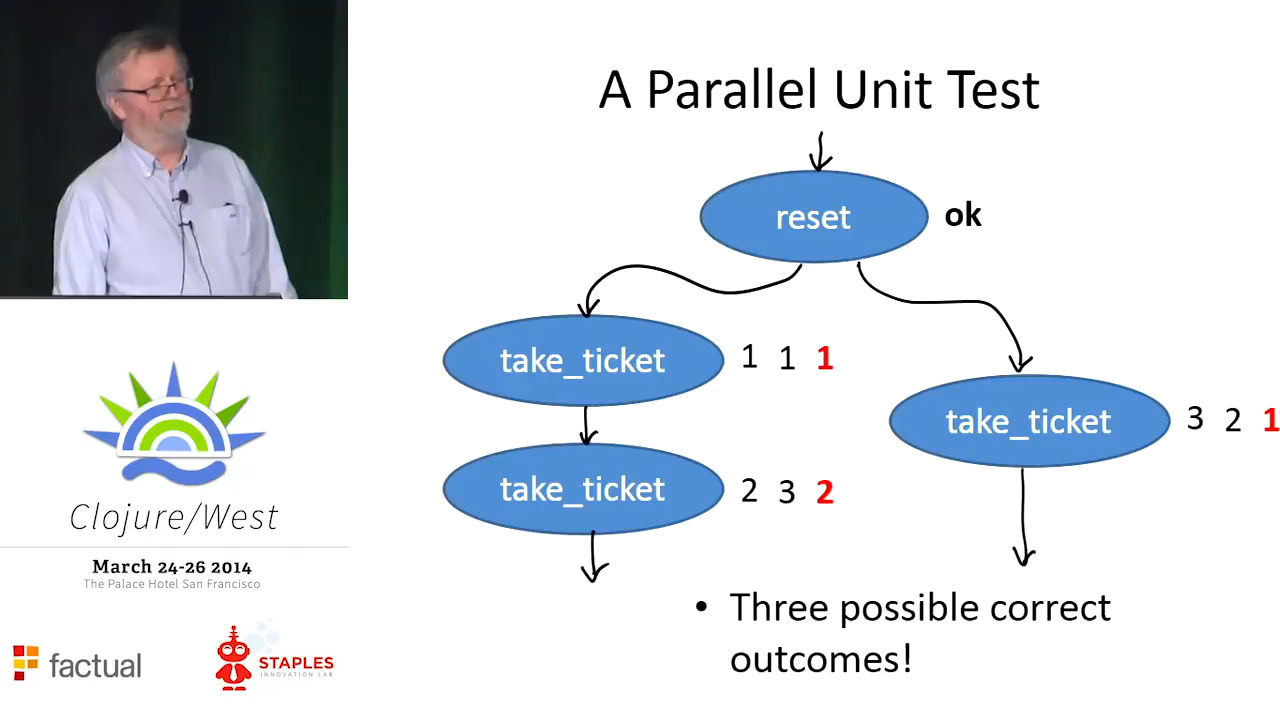 A Parallel Unit Test
reset
ok
take_ticket
1 1 1
take_ticket
3 2 1
take_ticket
2 3 2
• Three possible correct
outcomes!
Clojure/West
March 24-26 2014
The Palace Hotel San Francisco
factual
STAPLES
INNOVATION LAB